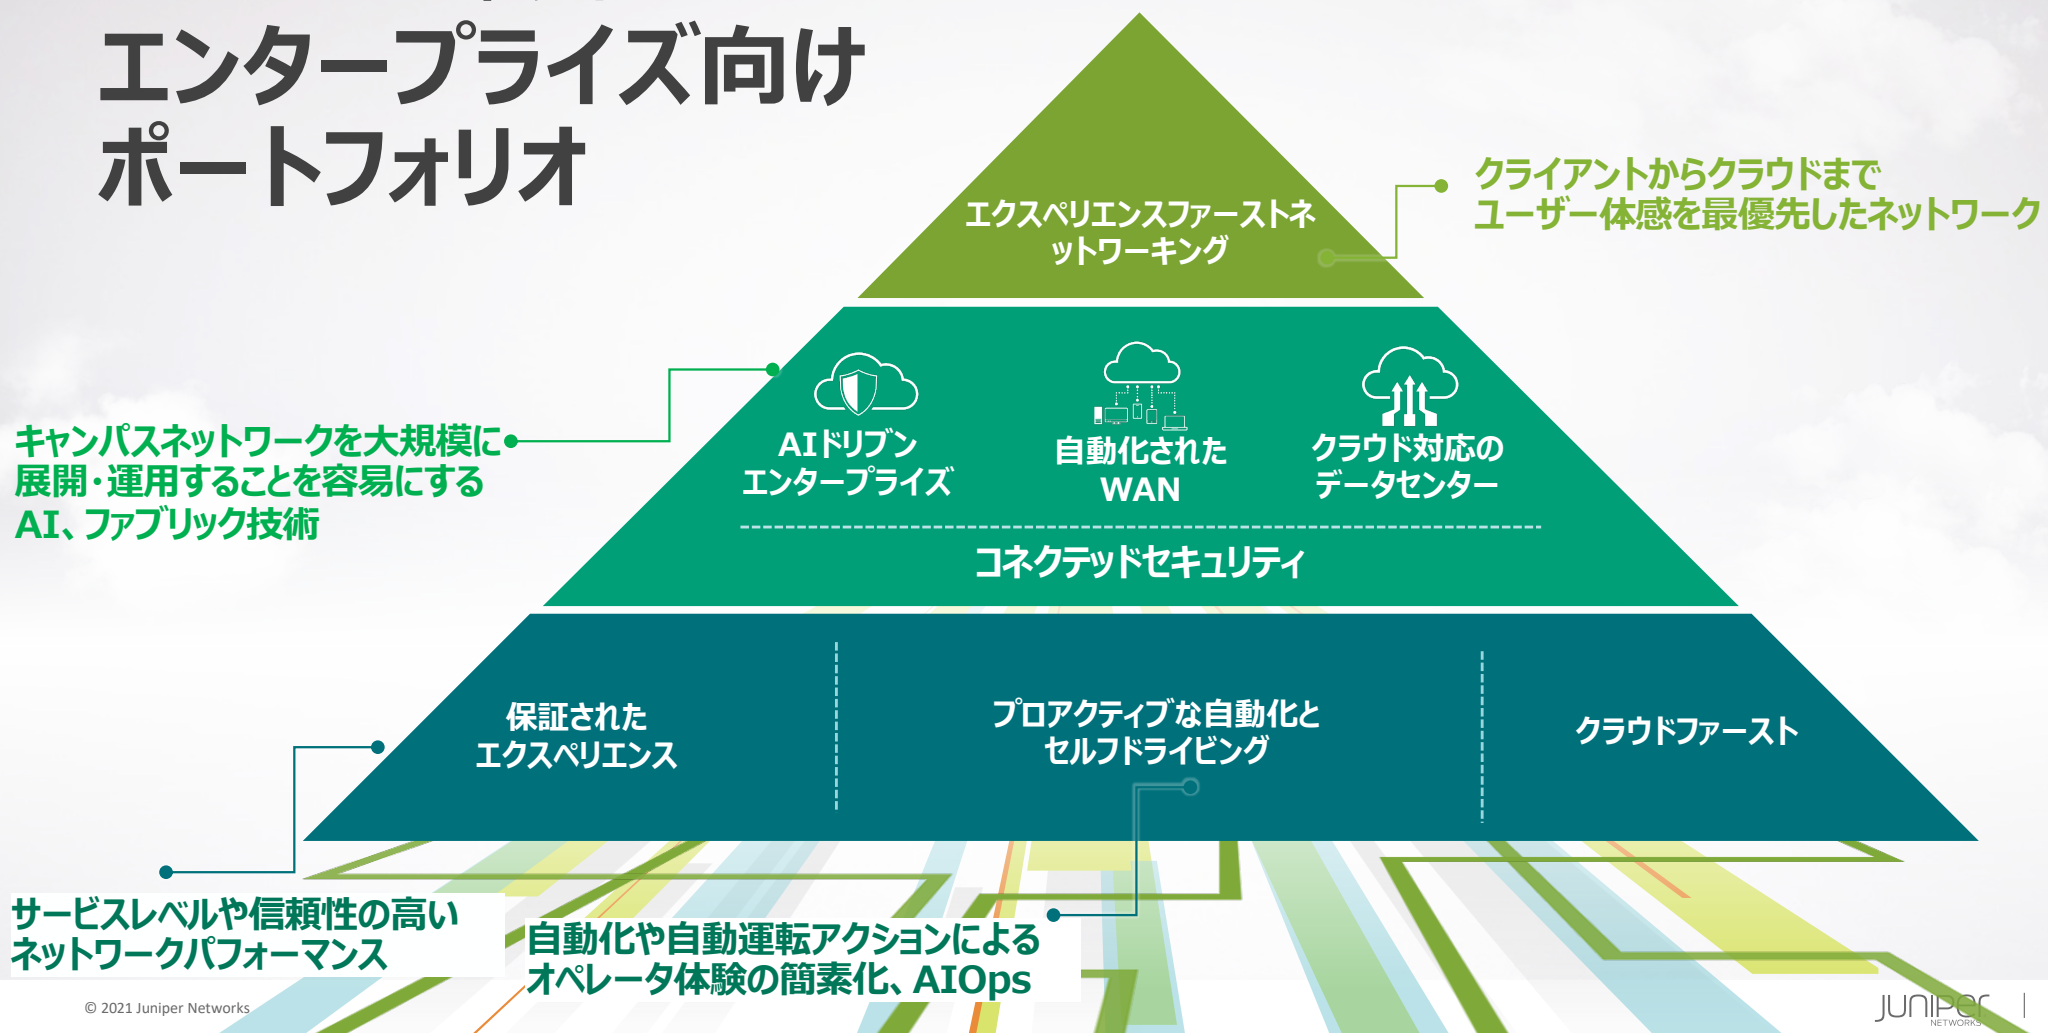 エンタープライズ向け
ポートフォリオ
エクスペリエンスファーストネ
ットワーキング
クライアントからクラウドまで
ユーザー体感を最優先したネットワーク
キャンパスネットワークを大規模に
展開・運用することを容易にする
AI、ファブリック技術
AIドリブン
エンタープライズ
自動化された
WAN
クラウド対応の
データセンター
コネクテッドセキュリティ
保証された
エクスペリエンス
プロアクティブな自動化と
セルフドライビング
クラウドファースト
サービスレベルや信頼性の高い
ネットワークパフォーマンス
自動化や自動運転アクションによる
オペレータ体験の簡素化、AIOps
© 2021 Juniper Networks
JUNIPEr
NETWORKS